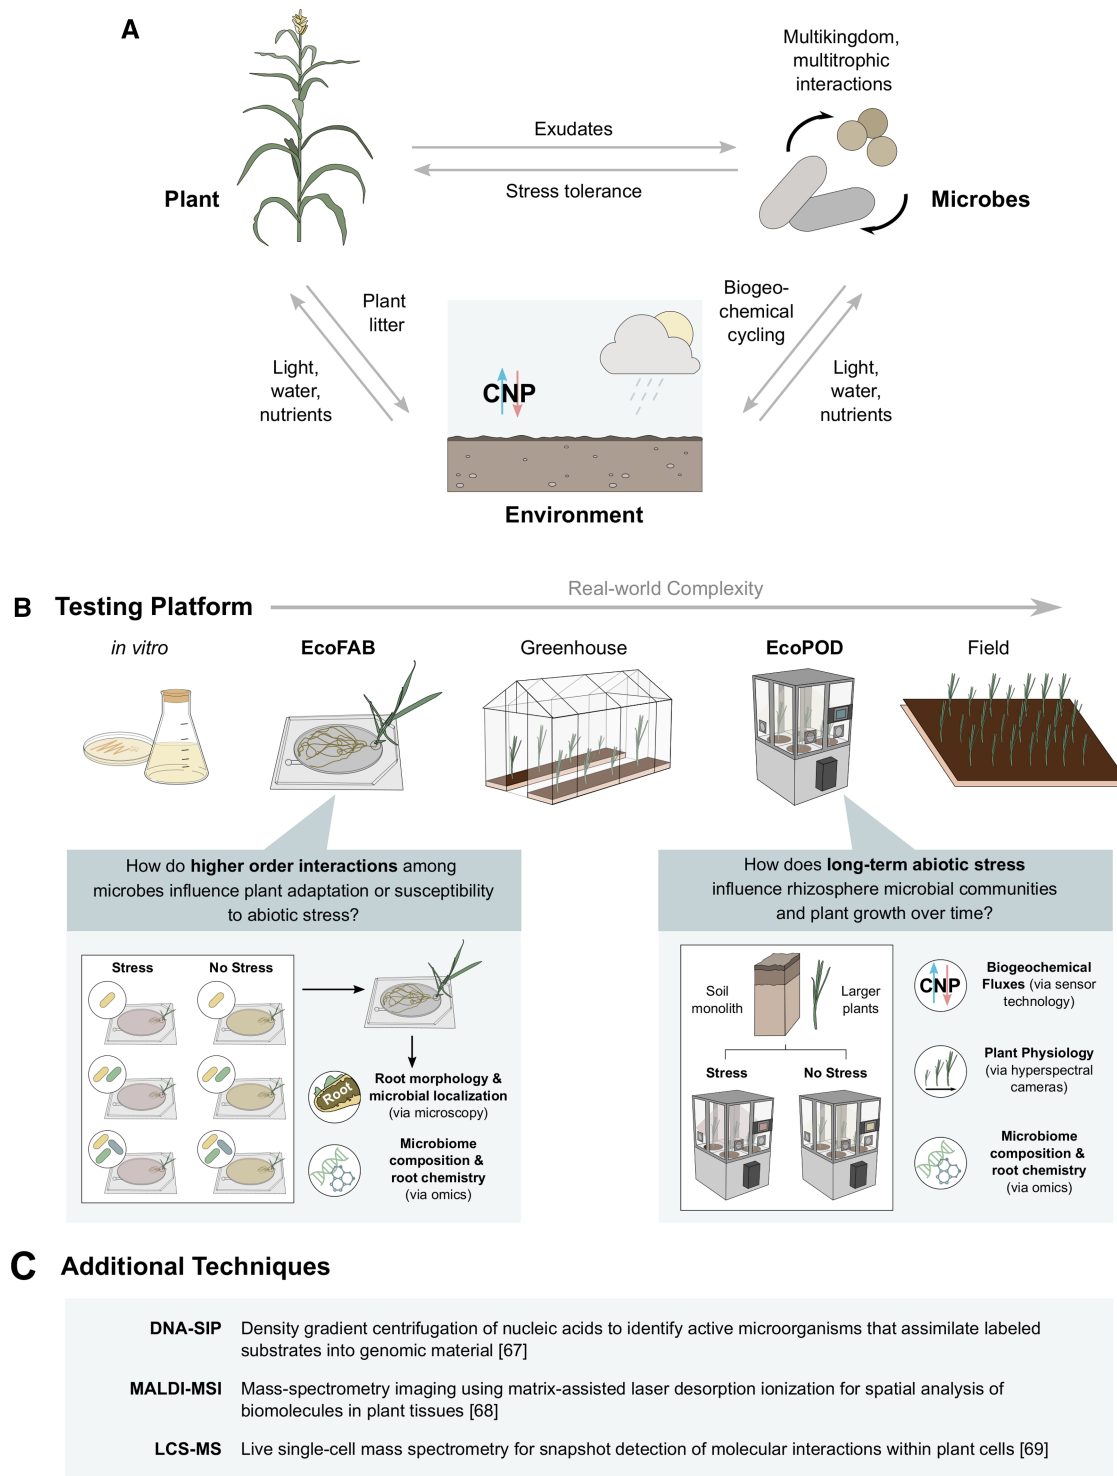 A
Multikingdom,
multitrophic
interactions
Exudates
Stress tolerance
Plant
Microbes
Plant
litter
Light,
water,
nutrients
Biogeo-
chemical
cycling
Light,
water,
nutrients
CNP
Environment
B Testing Platform
Real-world Complexity
in vitro
EcoFAB
Greenhouse
EcoPOD
Field
How do higher order interactions among
microbes influence plant adaptation or susceptibility
to abiotic stress?
Stress
No Stress
Root
Root morphology &
microbial localization
(via microscopy)
Microbiome
composition &
root chemistry
(via omics)
How does long-term abiotic stress
influence rhizosphere microbial communities
and plant growth over time?
Soil
monolith
Larger
plants
Stress
No Stress
CNP
Biogeochemical
Fluxes (via sensor
technology)
Plant Physiology
(via hyperspectral
cameras)
Microbiome
composition &
root chemistry
(via omics)
C Additional Techniques
DNA-SIP Density gradient centrifugation of nucleic acids to identify active microorganisms that assimilate labeled
substrates into genomic material [67]
MALDI-MSI Mass-spectrometry imaging using matrix-assisted laser desorption ionization for spatial analysis of
biomolecules in plant tissues [68]
LCS-MS Live single-cell mass spectrometry for snapshot detection of molecular interactions within plant cells [69]